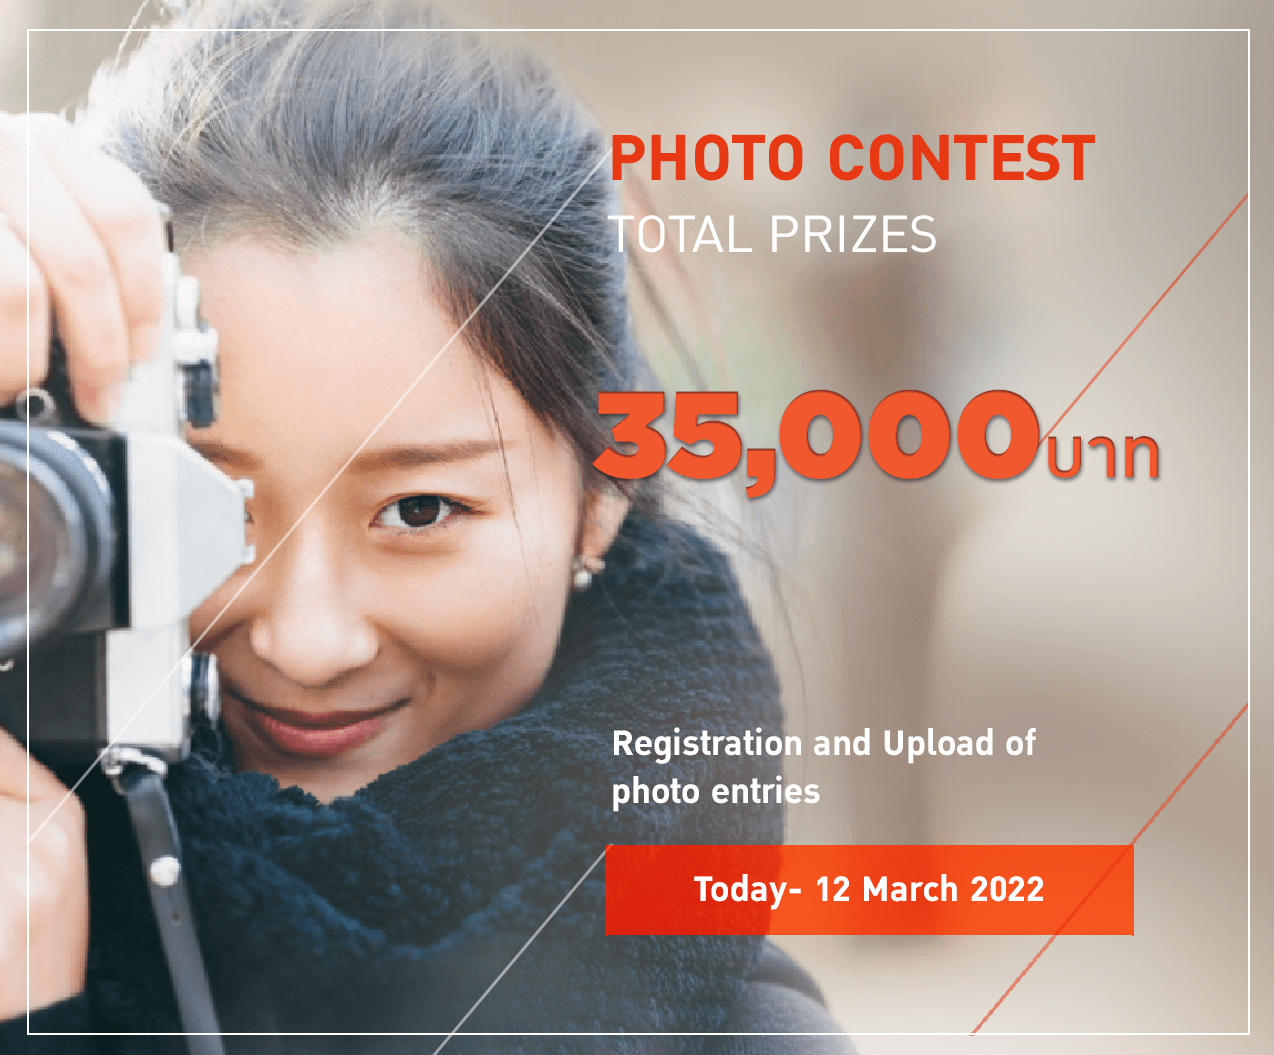 PHOTO CONTEST
TOTAL PRIZES
35,000บาท
Registration and Upload of
photo entries
Today- 12 March 2022